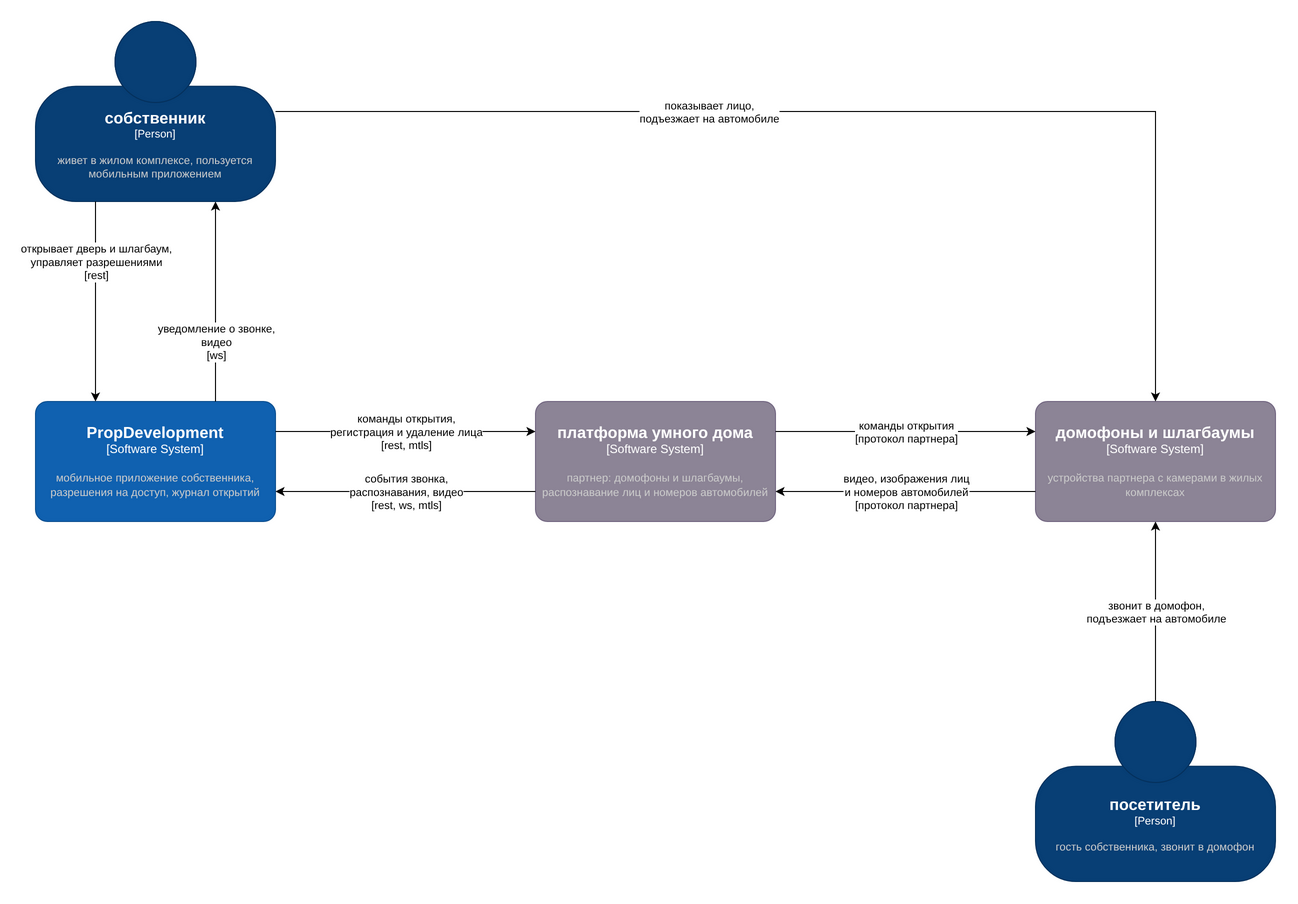 собственник
[Person]
живет в жилом комплексе, пользуется
мобильным приложением
показывает лицо,
подъезжает на автомобиле
открывает дверь и шлагбаум,
управляет разрешениями
[rest]
уведомление о звонке,
видео
[ws]
PropDevelopment
[Software System]
мобильное приложение собственника,
разрешения на доступ, журнал открытий
команды открытия,
регистрация и удаление лица
[rest, mtls]
события звонка,
распознавания, видео
[rest, ws, mtls]
платформа умного дома
[Software System]
партнер: домофоны и шлагбаумы,
распознавание лиц и номеров автомобилей
команды открытия
[протокол партнера]
видео, изображения лиц
и номеров автомобилей
[протокол партнера]
домофоны и шлагбаумы
[Software System]
устройства партнера с камерами в жилых
комплексах
звонит в домофон,
подъезжает на автомобиле
посетитель
[Person]
гость собственника, звонит в домофон